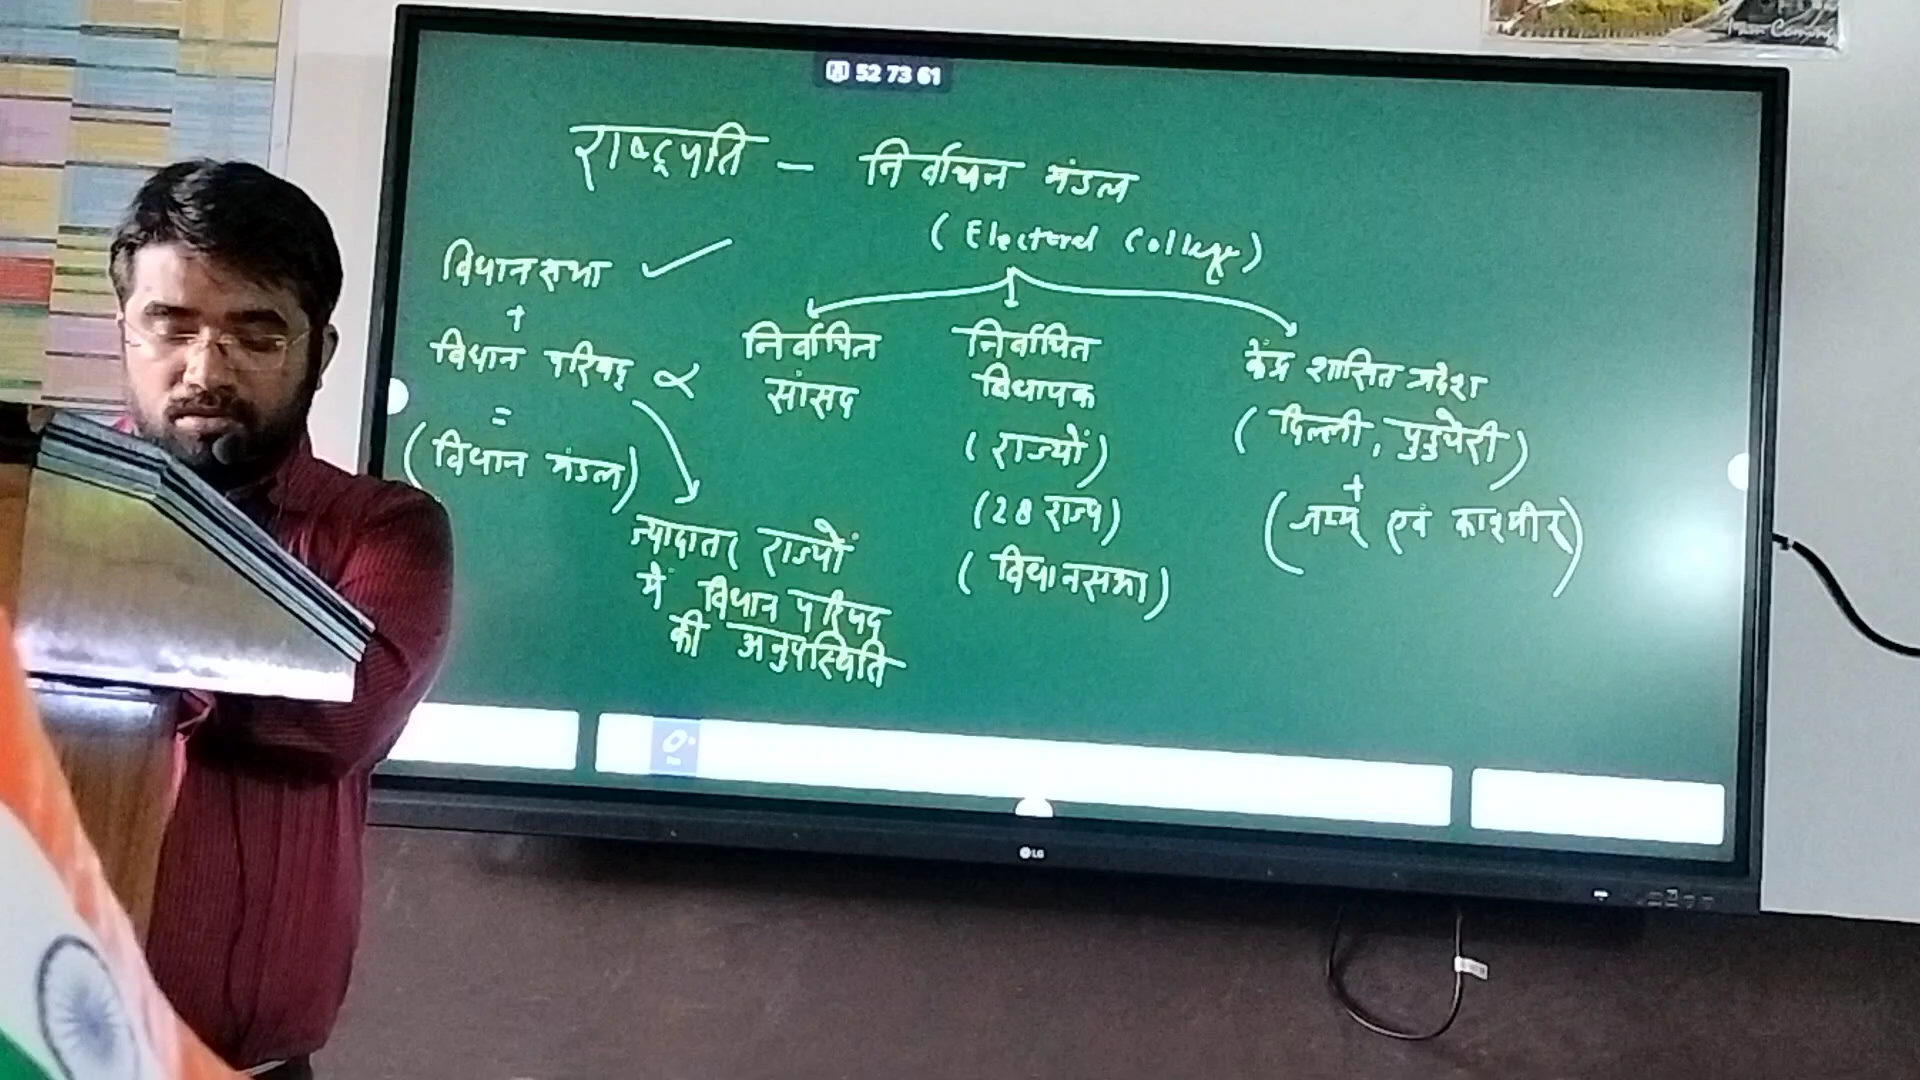 52 73 61
राष्ट्रपति – निर्वाचन मंडल
(Electoral College)
विधानसभा ✓
+
विधान परिषद्
=
(विधान मंडल)
ज्यादातर राज्यों
में विधान परिषद
की अनुपस्थिति
निर्वाचित
सांसद
निर्वाचित
विधायक
(राज्यों)
(28 राज्य)
(विधानसभा)
केंद्र शासित प्रदेश
(दिल्ली, पुडुचेरी)
+
(जम्मू एवं काश्मीर)
LG